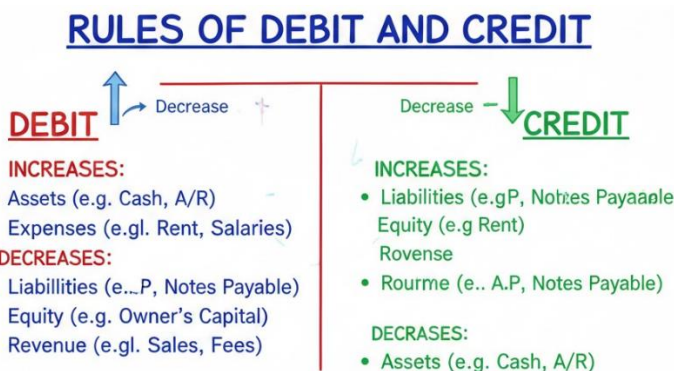 RULES OF DEBIT AND CREDIT
Decrease
DEBIT
INCREASES:
Assets (e.g. Cash, A/R)
Expenses (e.gl. Rent, Salaries)
DECREASES:
Liabillities (e...P, Notes Payable)
Equity (e.g. Owner's Capital)
Revenue (e.gl. Sales, Fees)
Decrease
CREDIT
INCREASES:
• Liabilities (e.gP, Nohtes Payaaole
Equity (e.g Rent)
Rovense
• Rourme (e.. A.P, Notes Payable)
DECRASES:
• Assets (e.g. Cash, A/R)